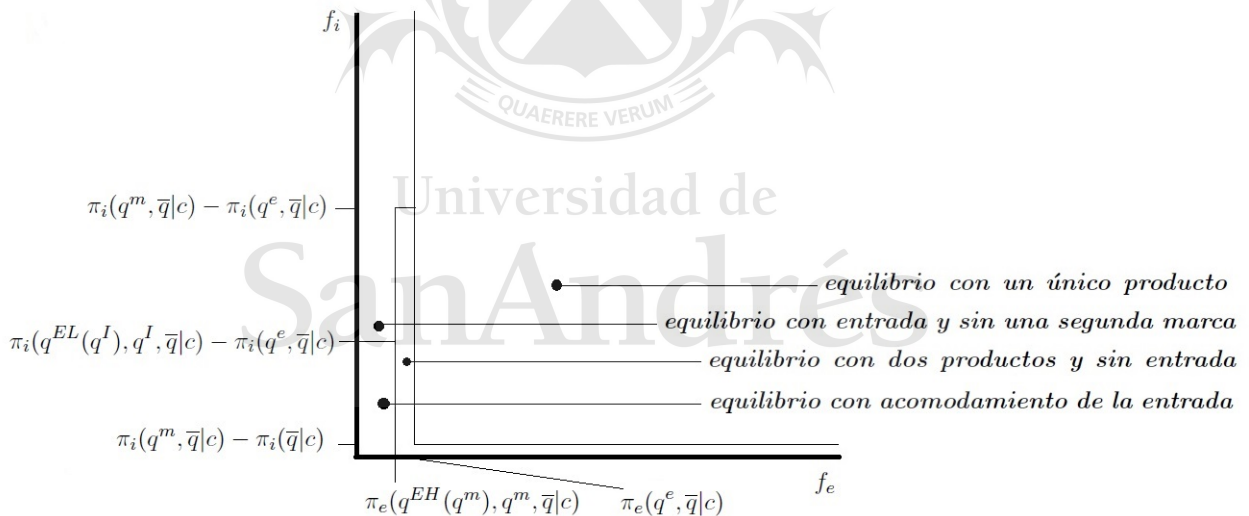 QUAERERE VERUM
Universidad de
SanAndrés
f_i
π_i(q^m, q̅|c) − π_i(q^e, q̅|c)
equilibrio con un único producto
equilibrio con entrada y sin una segunda marca
π_i(q^{EL}(q^I), q^I, q̅|c) − π_i(q^e, q̅|c)
equilibrio con dos productos y sin entrada
equilibrio con acomodamiento de la entrada
π_i(q^m, q̅|c) − π_i(q̅|c)
f_e
π_e(q^{EH}(q^m), q^m, q̅|c)
π_e(q^e, q̅|c)